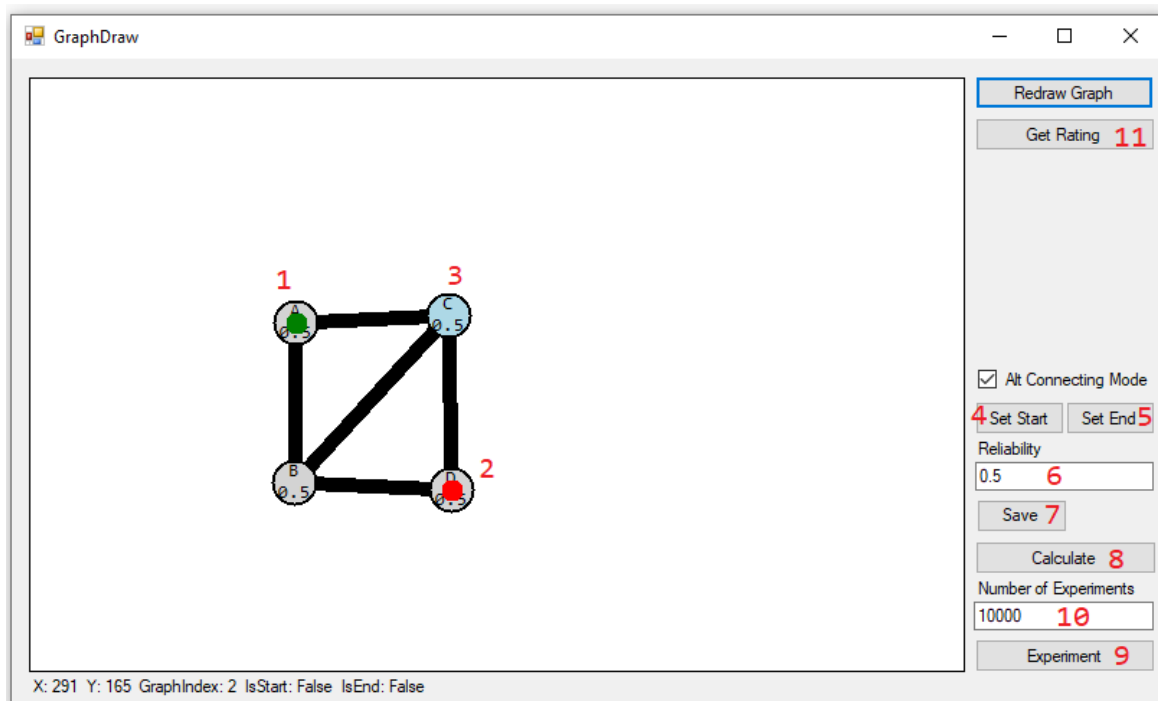 GraphDraw
Redraw Graph
Get Rating 11
1
3
A
0.5
C
0.5
Alt Connecting Mode
4 Set Start Set End 5
Reliability
B
0.5
D
0.5
2
0.5 6
Save 7
Calculate 8
Number of Experiments
10000 10
Experiment 9
X: 291 Y: 165 GraphIndex: 2 IsStart: False IsEnd: False